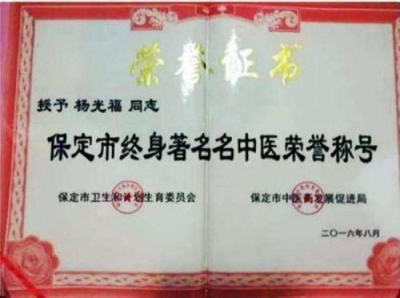 荣誉证书
授予 杨光福 同志
保定市终身著名名中医荣誉称号
保定市卫生和计划生育委员会 保定市中医药发展促进局
二〇一六年八月